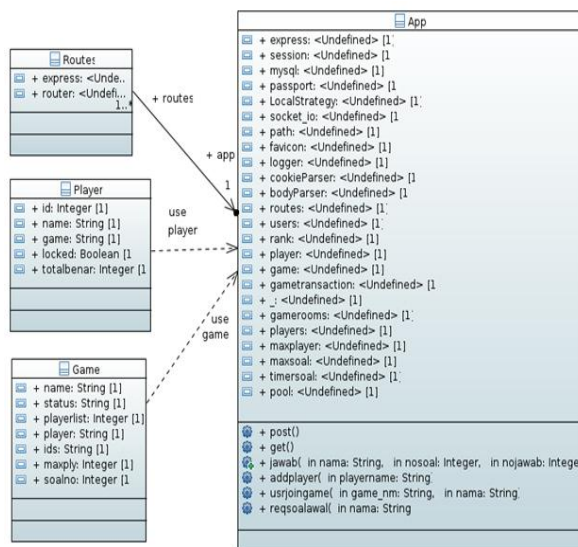 Routes
+ express: <Unde..
+ router: <Undefi...
1..*
+ routes
+ app
1
Player
+ id: Integer [1]
+ name: String [1]
+ game: String [1]
+ locked: Boolean [1
+ totalbenar: Integer [1
use
player
use
game
Game
+ name: String [1]
+ status: String [1]
+ playerlist: Integer [1]
+ player: String [1]
+ ids: String [1]
+ maxply: Integer [1]
+ soalno: Integer [1
App
+ express: <Undefined> [1]
+ session: <Undefined> [1
+ mysql: <Undefined> [1]
+ passport: <Undefined> [1
+ LocalStrategy: <Undefined> [1]
+ socket_io: <Undefined> [1
+ path: <Undefined> [1]
+ favicon: <Undefined> [1]
+ logger: <Undefined> [1]
+ cookieParser: <Undefined> [1]
+ bodyParser: <Undefined> [1]
+ routes: <Undefined> [1]
+ users: <Undefined> [1]
+ rank: <Undefined> [1]
+ player: <Undefined> [1]
+ game: <Undefined> [1]
+ gametransaction: <Undefined> [1
+ _: <Undefined> [1]
+ gamerooms: <Undefined> [1]
+ players: <Undefined> [1]
+ maxplayer: <Undefined> [1]
+ maxsoal: <Undefined> [1]
+ timersoal: <Undefined> [1]
+ pool: <Undefined> [1]
+ post()
+ get()
+ jawab( in nama: String, in nosoal: Integer, in nojawab: Intege
+ addplayer( in playername: String)
+ usrjoingame( in game_nm: String, in nama: String)
+ reqsoalawal( in nama: String